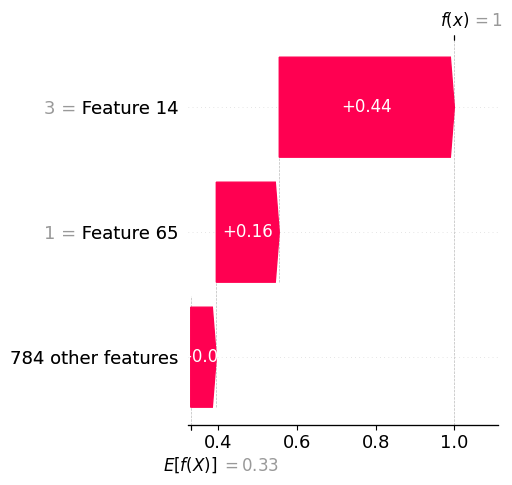 f(x) = 1
3 = Feature 14
+0.44
1 = Feature 65
+0.16
784 other features
0.4 0.6 0.8 1.0
E[f(X)] = 0.33